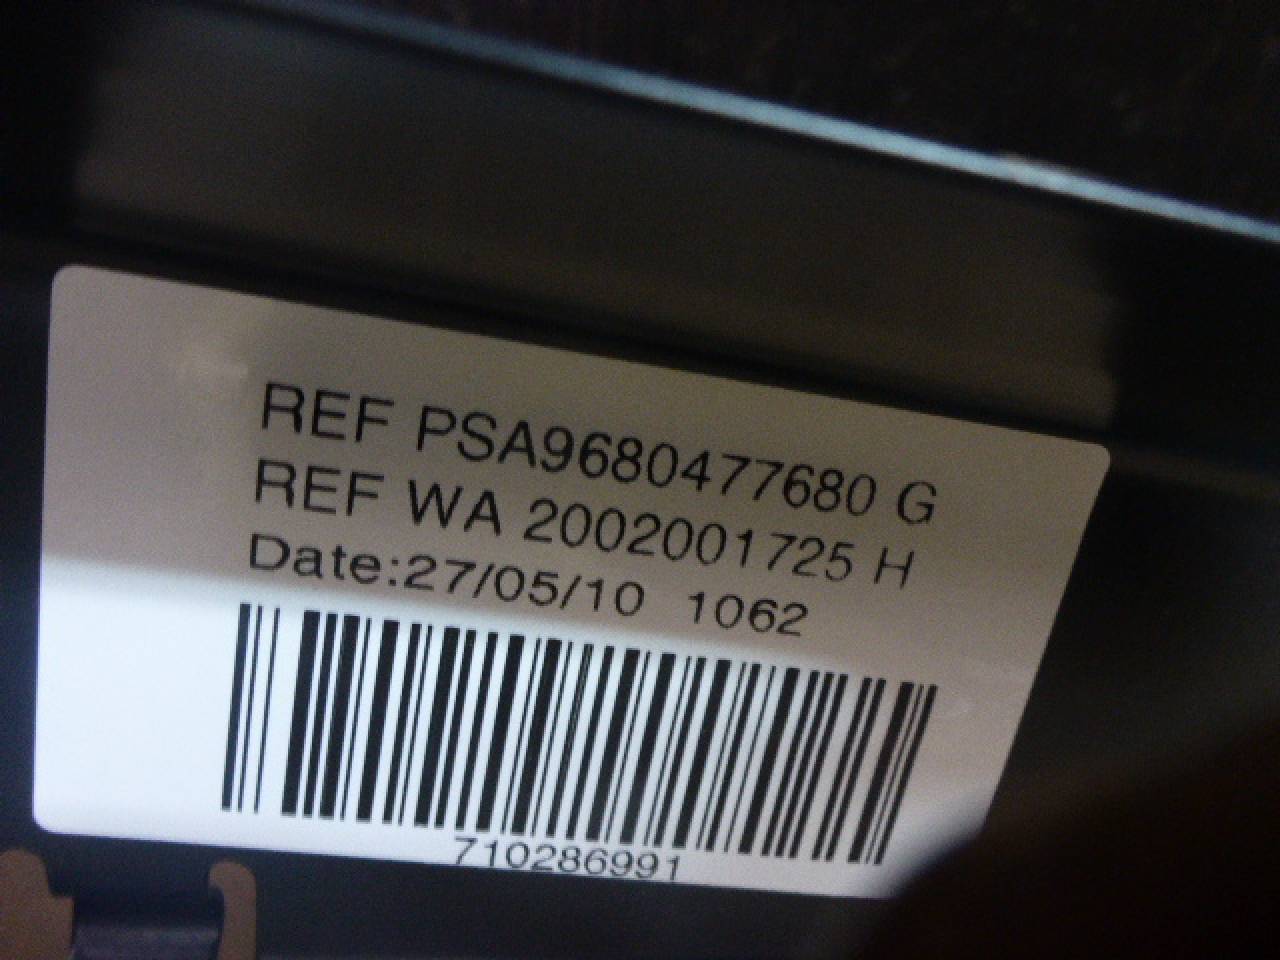 REF PSA9680477680 G
REF WA 2002001725 H
Date:27/05/10 1062
710286991